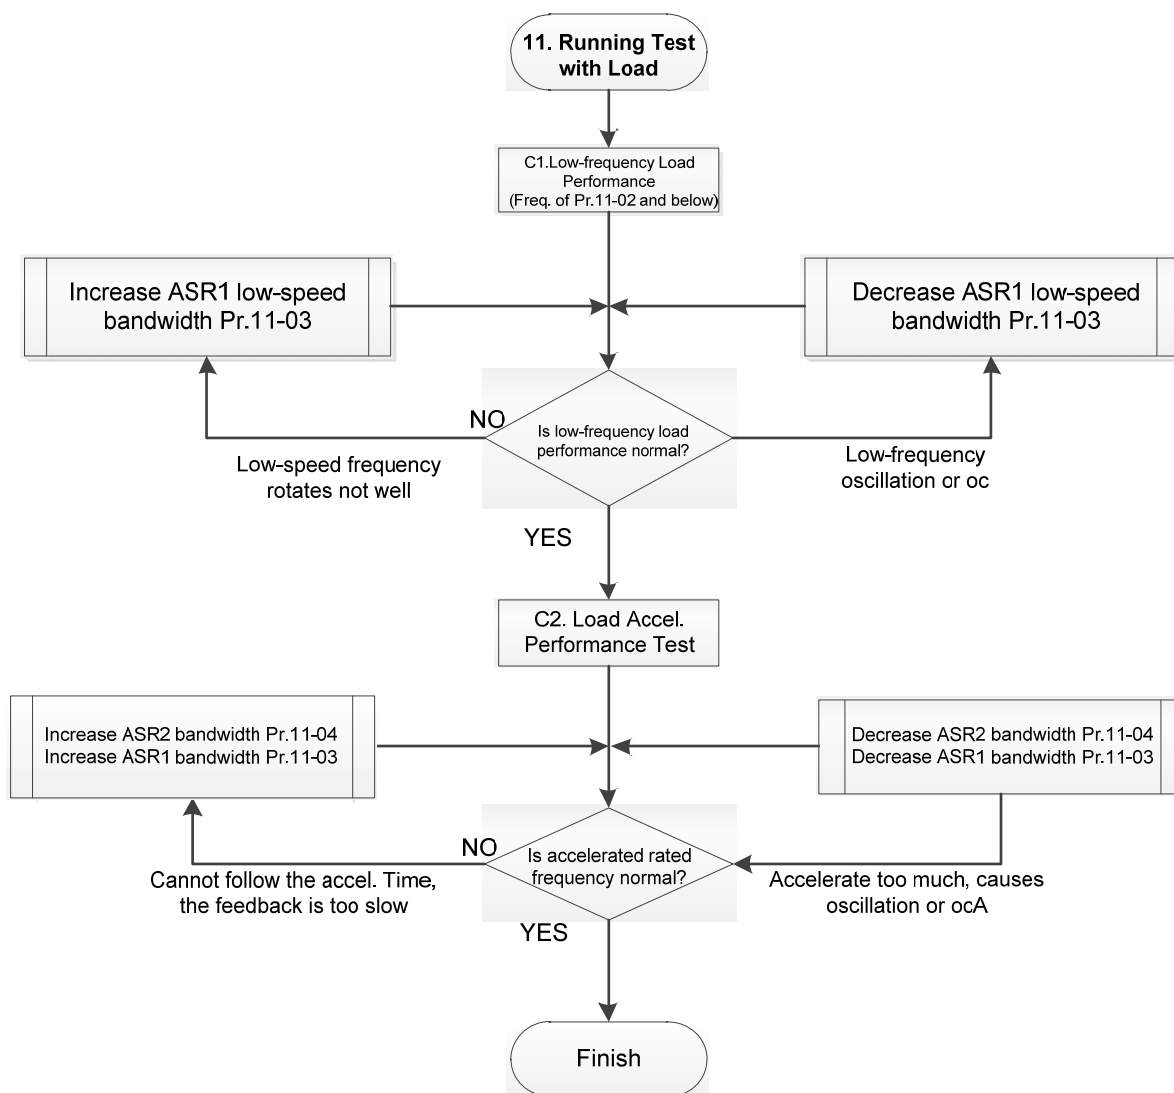 11. Running Test
with Load
C1.Low-frequency Load
Performance
(Freq. of Pr.11-02 and below)
Increase ASR1 low-speed
bandwidth Pr.11-03
Decrease ASR1 low-speed
bandwidth Pr.11-03
NO
Is low-frequency load
performance normal?
Low-speed frequency
rotates not well
Low-frequency
oscillation or oc
YES
C2. Load Accel.
Performance Test
Increase ASR2 bandwidth Pr.11-04
Increase ASR1 bandwidth Pr.11-03
Decrease ASR2 bandwidth Pr.11-04
Decrease ASR1 bandwidth Pr.11-03
NO
Is accelerated rated
frequency normal?
Cannot follow the accel. Time,
the feedback is too slow
Accelerate too much, causes
oscillation or ocA
YES
Finish